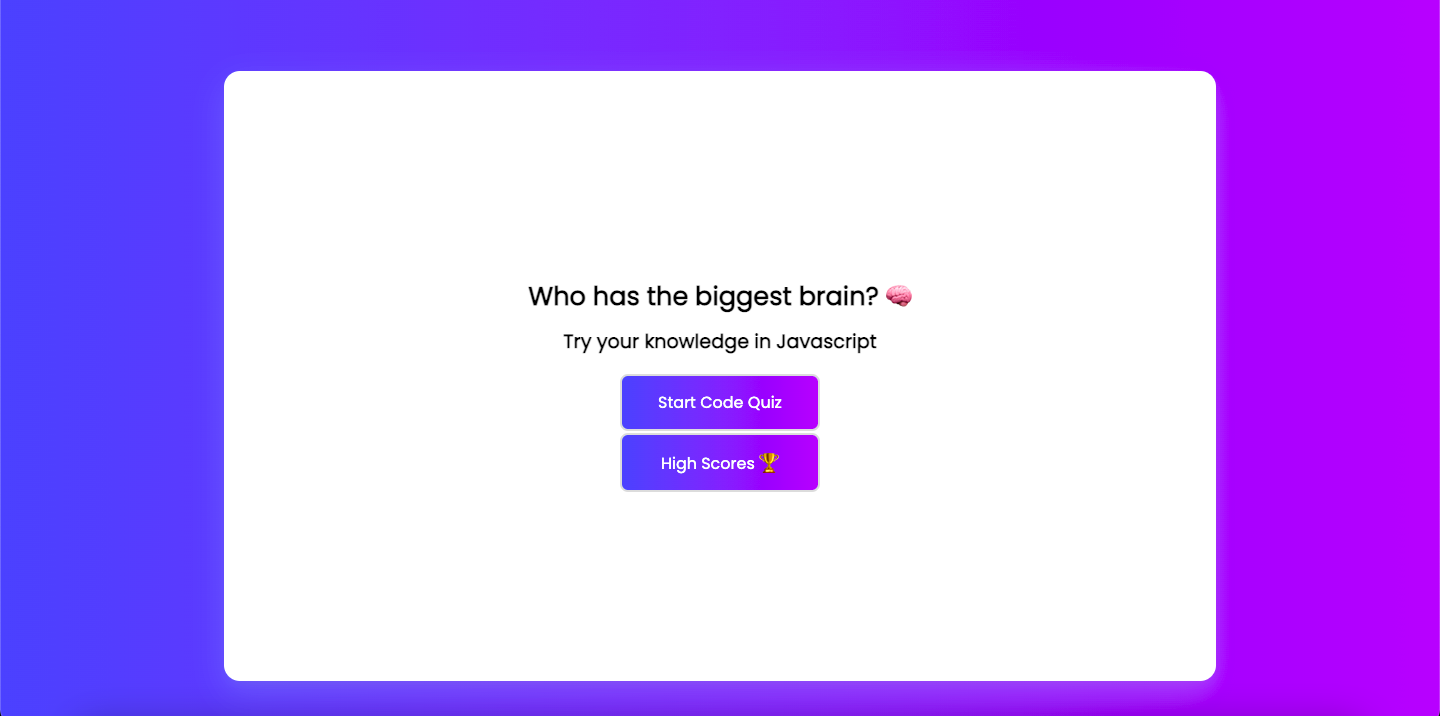 Who has the biggest brain? 🧠
Try your knowledge in Javascript
Start Code Quiz
High Scores 🏆